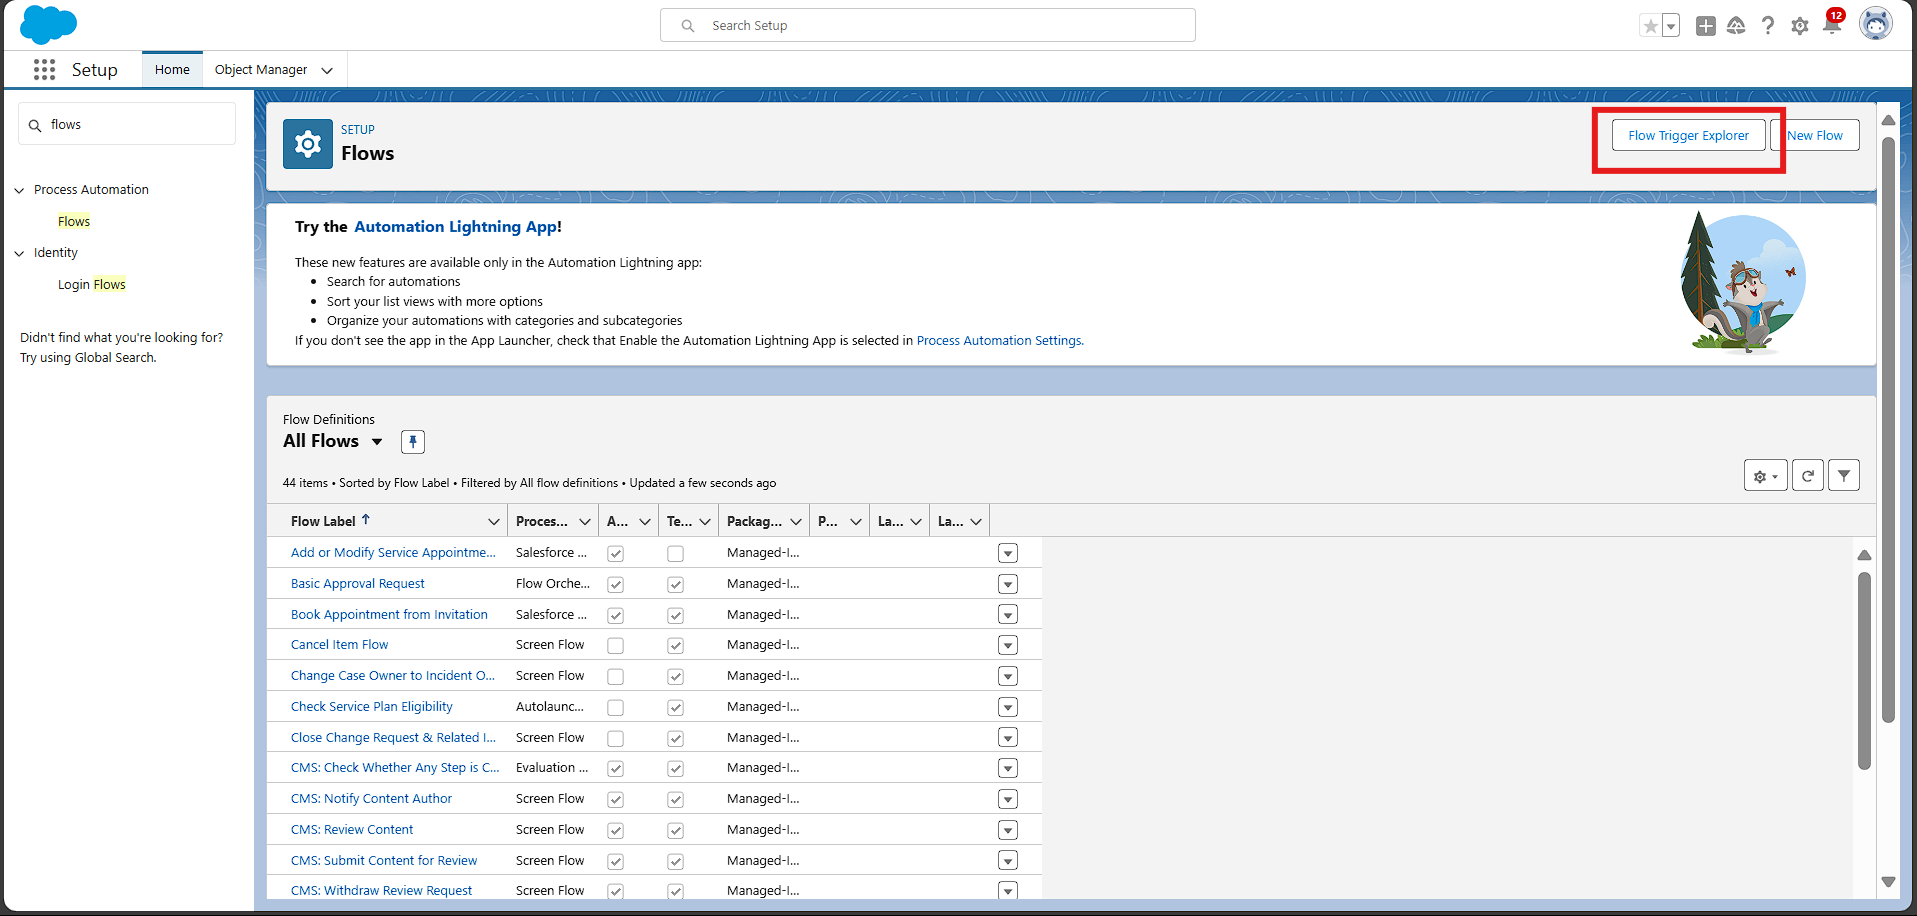 Search Setup
12
Setup
Home
Object Manager
flows
Process Automation
Flows
Identity
Login Flows
Didn't find what you're looking for?
Try using Global Search.
SETUP
Flows
Flow Trigger Explorer
New Flow
Try the Automation Lightning App!
These new features are available only in the Automation Lightning app:
• Search for automations
• Sort your list views with more options
• Organize your automations with categories and subcategories
If you don't see the app in the App Launcher, check that Enable the Automation Lightning App is selected in Process Automation Settings.
Flow Definitions
All Flows
44 items • Sorted by Flow Label • Filtered by All flow definitions • Updated a few seconds ago
Flow Label ↑ Proces... A... Te... Packag... P... La... La...
Add or Modify Service Appointme... Salesforce ... Managed-I...
Basic Approval Request Flow Orche... Managed-I...
Book Appointment from Invitation Salesforce ... Managed-I...
Cancel Item Flow Screen Flow Managed-I...
Change Case Owner to Incident O... Screen Flow Managed-I...
Check Service Plan Eligibility Autolaunc... Managed-I...
Close Change Request & Related I... Screen Flow Managed-I...
CMS: Check Whether Any Step is C... Evaluation ... Managed-I...
CMS: Notify Content Author Screen Flow Managed-I...
CMS: Review Content Screen Flow Managed-I...
CMS: Submit Content for Review Screen Flow Managed-I...
CMS: Withdraw Review Request Screen Flow Managed-I...